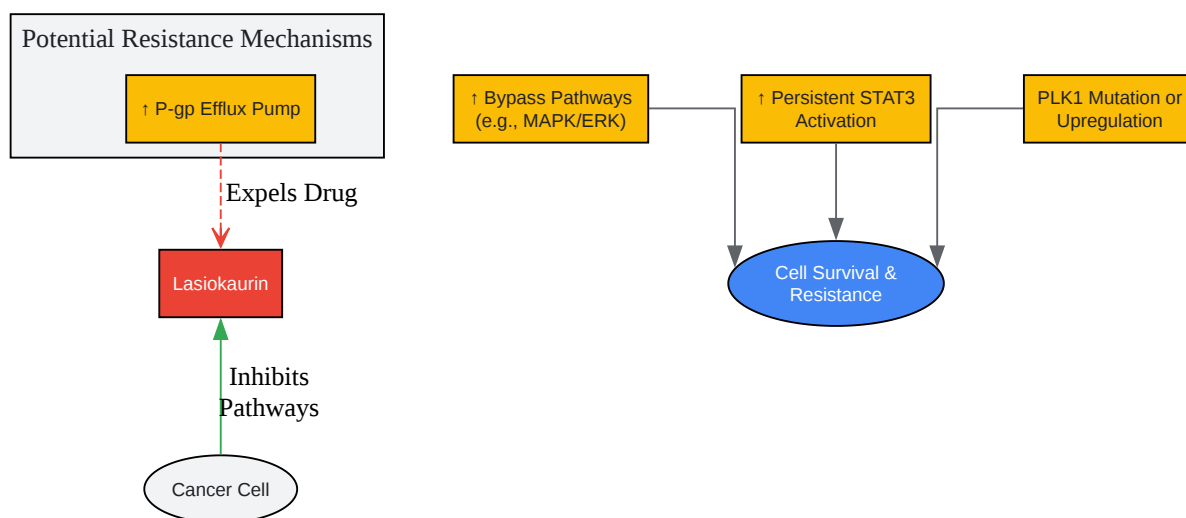 Potential Resistance Mechanisms
↑ P-gp Efflux Pump
↑ Bypass Pathways
(e.g., MAPK/ERK)
↑ Persistent STAT3
Activation
PLK1 Mutation or
Upregulation
Expels Drug
Lasiokaurin
Cell Survival &
Resistance
Inhibits
Pathways
Cancer Cell